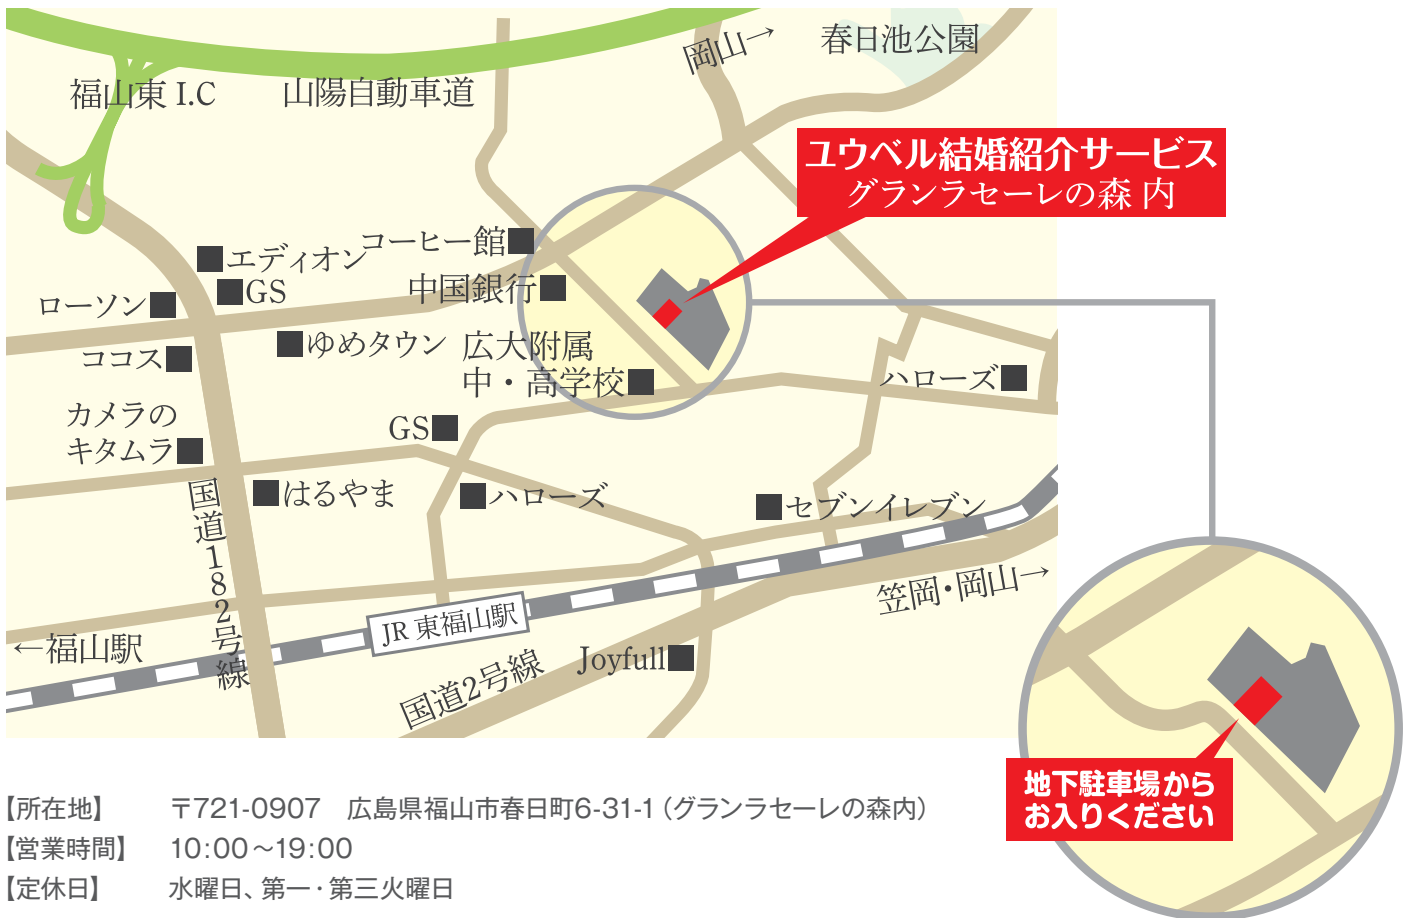 岡山→
春日池公園
福山東 I.C
山陽自動車道
ユウベル結婚紹介サービス
グランラセーレの森 内
コーヒー館
エディオン
中国銀行
GS
ローソン
ゆめタウン
広大附属
中・高学校
ココス
ハローズ
カメラの
キタムラ
GS
国道182号線
はるやま
ハローズ
セブンイレブン
笠岡・岡山→
JR 東福山駅
←福山駅
Joyfull
国道2号線
地下駐車場から
お入りください
【所在地】 〒721-0907 広島県福山市春日町6-31-1（グランラセーレの森内）
【営業時間】 10:00〜19:00
【定休日】 水曜日、第一・第三火曜日